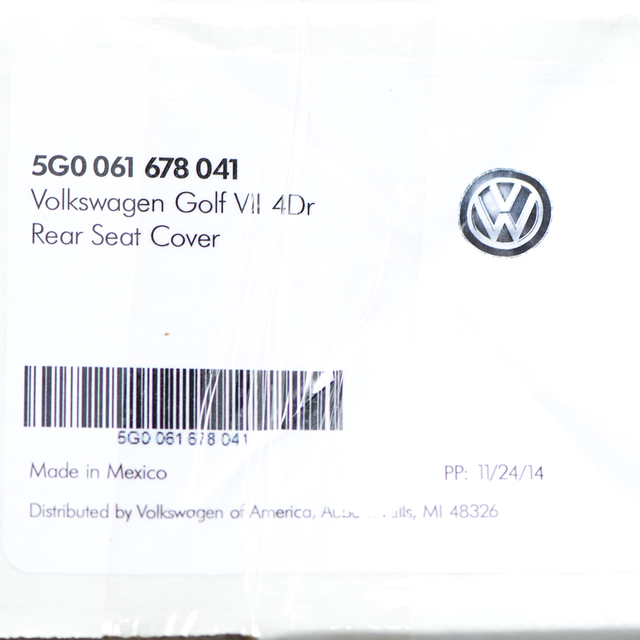 5G0 061 678 041
Volkswagen Golf VII 4Dr
Rear Seat Cover
5G0 061 678 041
Made in Mexico
PP: 11/24/14
Distributed by Volkswagen of America, MI 48326